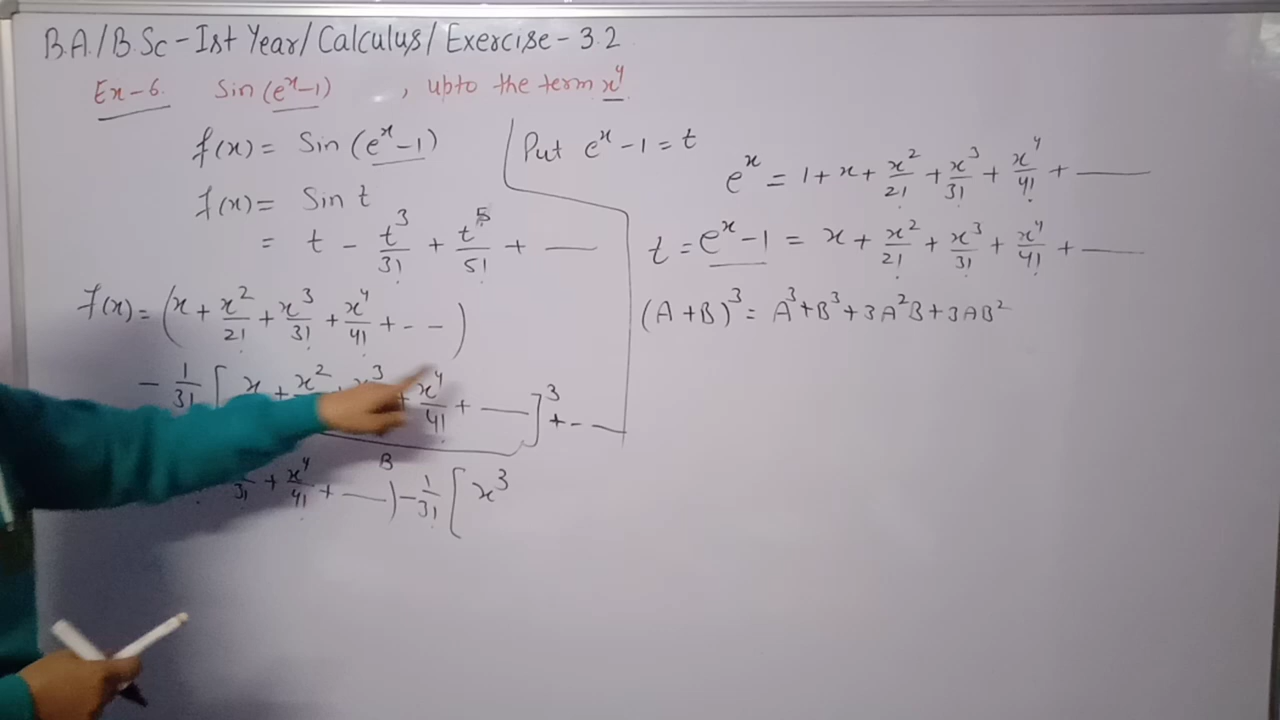 B.A./B.Sc - Ist Year/Calculus/Exercise - 3.2
Ex-6. Sin (e^x-1) , upto the term x^4
f(x) = Sin (e^x-1)
Put e^x - 1 = t
f(x) = Sin t
= t - t^3/3! + t^5/5! + ——
f(x) = (x + x^2/2! + x^3/3! + x^4/4! + - -)
- 1/3! [ x + x^2 x^3 + x^4/4! + —— ]^3 + - —
B
3! + x^4/4! + —— ) - 1/3! [ x^3
e^x = 1 + x + x^2/2! + x^3/3! + x^4/4! + ——
t = e^x - 1 = x + x^2/2! + x^3/3! + x^4/4! + ——
(A+B)^3 = A^3 + B^3 + 3A^2B + 3AB^2